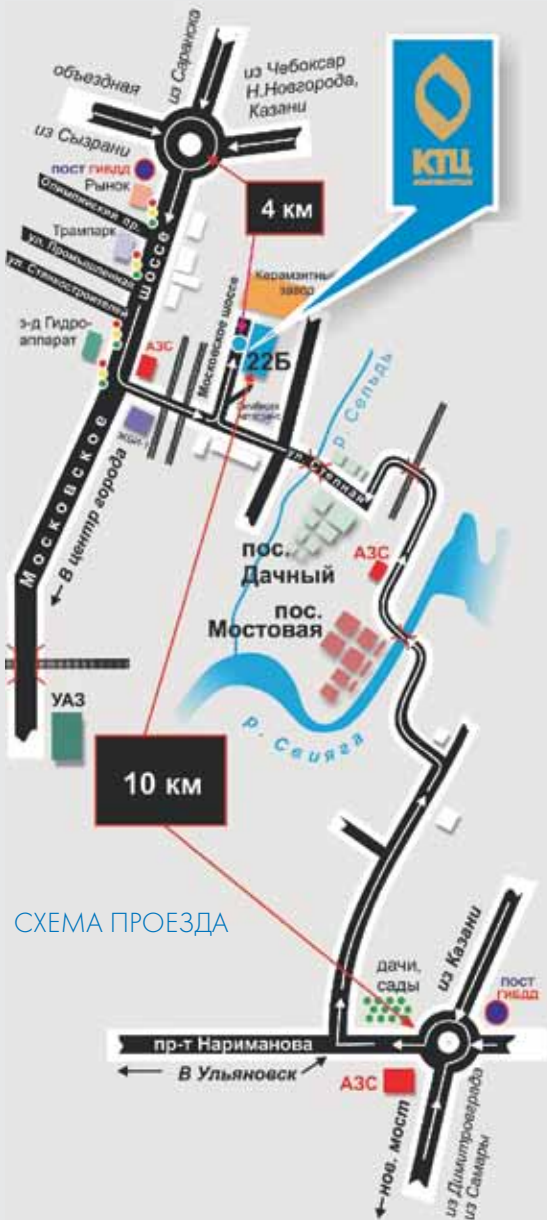 объездная
из Саранска
из Чебоксар
Н.Новгорода,
Казани
из Сызрани
КТЦ
ПОСТ ГИБДД
Рынок
4 км
Олимпийский пр.
Трампарк
ул. Промышленная
ул. Станкостроителей
шоссе
Керамзитный
завод
з-д Гидро-
аппарат
АЗС
Московское шоссе
22Б
р. Сельдь
ул. Степная
Московское
В центр города
пос.
Дачный
АЗС
пос.
Мостовая
УАЗ
р. Свияга
10 км
СХЕМА ПРОЕЗДА
дачи,
сады
из Казани
ПОСТ
ГИБДД
пр-т Нариманова
В Ульяновск
АЗС
нов. мост
из Димитровграда
из Самары